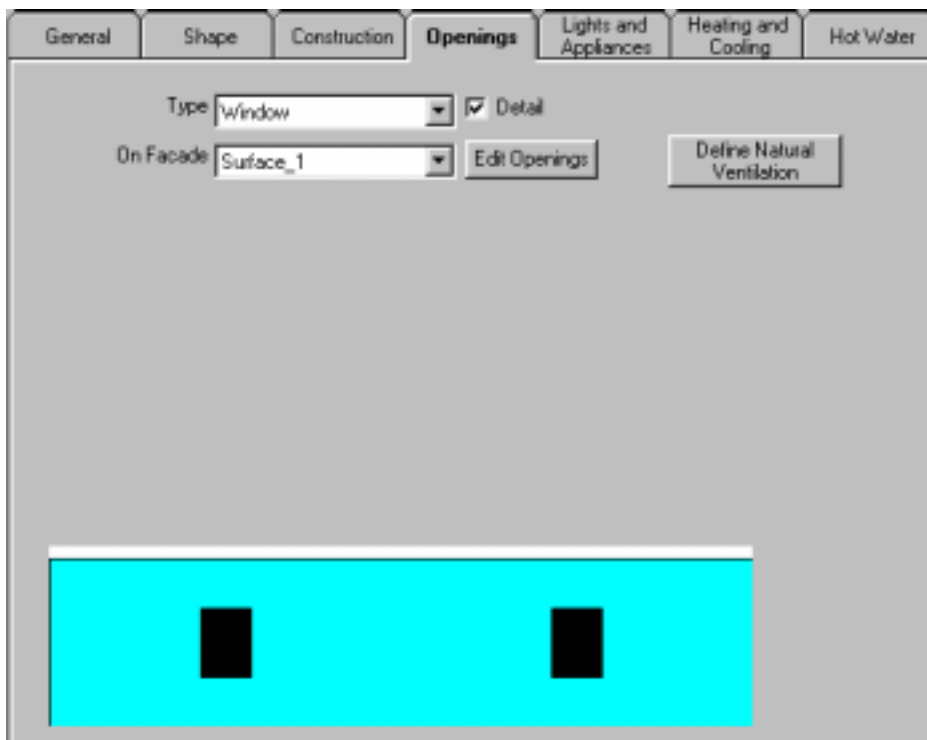 General
Shape
Construction
Openings
Lights and
Appliances
Heating and
Cooling
Hot Water
Type
Window
Detail
On Facade
Surface_1
Edit Openings
Define Natural
Ventilation